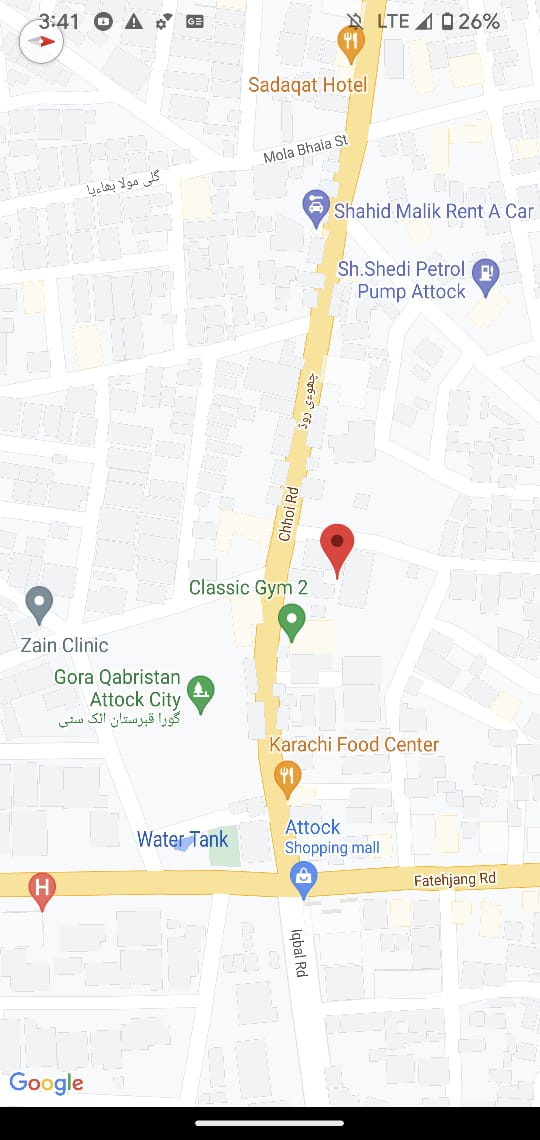 3:41 LTE 26%
Sadaqat Hotel
Mola Bhaia St
گلی مولا بھاءیا
Shahid Malik Rent A Car
Sh.Shedi Petrol
Pump Attock
چھوءی روڈ
Chhoi Rd
Classic Gym 2
Zain Clinic
Gora Qabristan
Attock City
گورا قبرستان اٹک سٹی
Karachi Food Center
Attock
Shopping mall
Water Tank
H
Fatehjang Rd
Iqbal Rd
Google